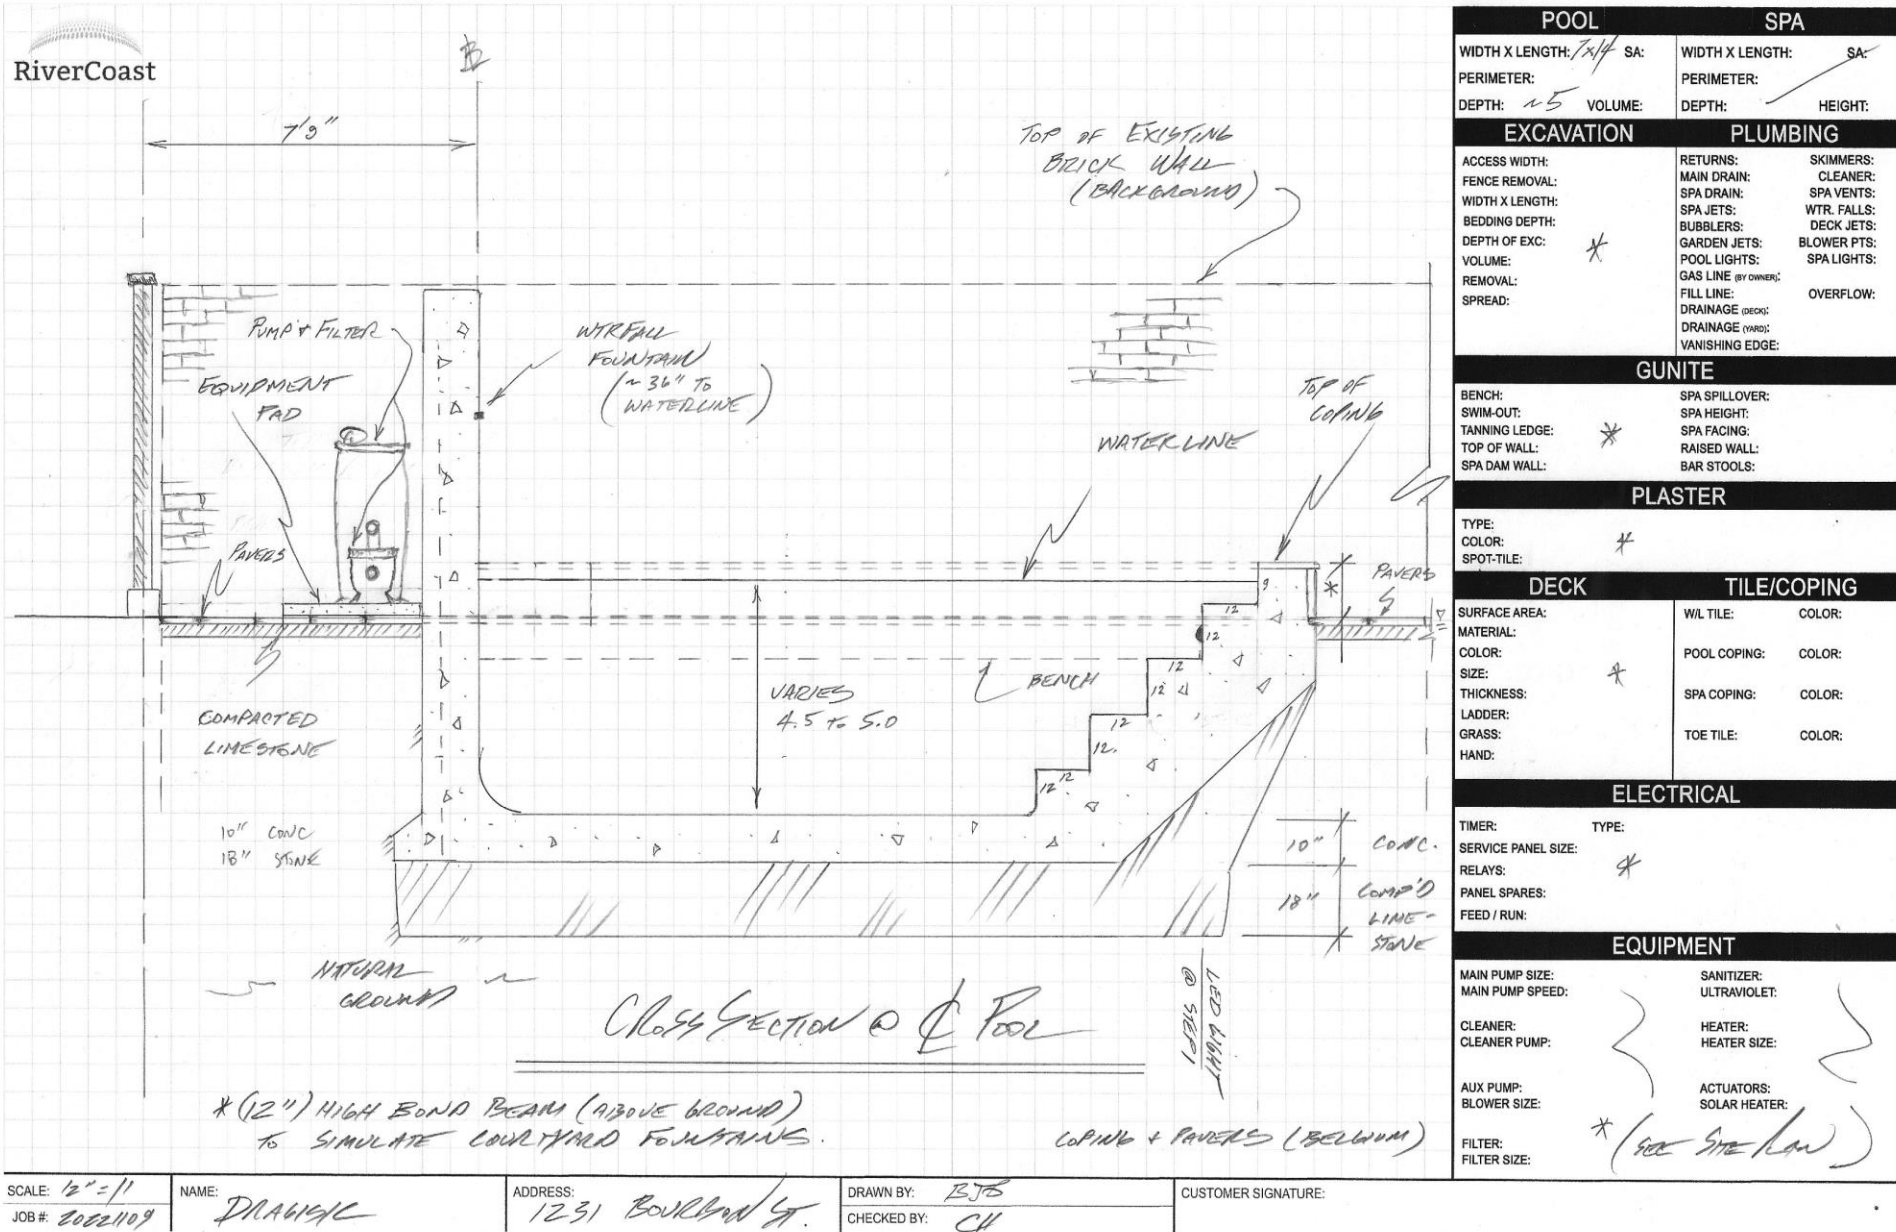 RiverCoast
7'9"
TOP OF EXISTING
BRICK WALL
(BACKGROUND)
PUMP & FILTER
EQUIPMENT
PAD
WTRFALL
FOUNTAIN
(~36" TO
WATERLINE)
TOP OF
COPING
WATERLINE
PAVERS
PAVERS
9
*
12
12
12
12
12
12
12
12
BENCH
VARIES
4.5 TO 5.0
COMPACTED
LIMESTONE
10" CONC
18" STONE
10" CONC.
18" COMP'D
LIME-
STONE
NATURAL
GROUND
CROSS SECTION @ ℄ POOL
LED LIGHT
@ STEP 1
* (12") HIGH BOND BEAM (ABOVE GROUND)
TO SIMULATE COURTYARD FOUNTAINS.
COPING & PAVERS (BELGIUM)
POOL
WIDTH X LENGTH: 7x14 SA:
PERIMETER:
DEPTH: ~5 VOLUME:
SPA
WIDTH X LENGTH: SA:
PERIMETER:
DEPTH: HEIGHT:
EXCAVATION
ACCESS WIDTH:
FENCE REMOVAL:
WIDTH X LENGTH:
BEDDING DEPTH:
DEPTH OF EXC: *
VOLUME:
REMOVAL:
SPREAD:
PLUMBING
RETURNS: SKIMMERS:
MAIN DRAIN: CLEANER:
SPA DRAIN: SPA VENTS:
SPA JETS: WTR. FALLS:
BUBBLERS: DECK JETS:
GARDEN JETS: BLOWER PTS:
POOL LIGHTS: SPA LIGHTS:
GAS LINE (BY OWNER):
FILL LINE: OVERFLOW:
DRAINAGE (DECK):
DRAINAGE (YARD):
VANISHING EDGE:
GUNITE
BENCH: SPA SPILLOVER:
SWIM-OUT: SPA HEIGHT:
TANNING LEDGE: * SPA FACING:
TOP OF WALL: RAISED WALL:
SPA DAM WALL: BAR STOOLS:
PLASTER
TYPE:
COLOR: *
SPOT-TILE:
DECK
SURFACE AREA:
MATERIAL:
COLOR:
SIZE: *
THICKNESS:
LADDER:
GRASS:
HAND:
TILE/COPING
W/L TILE: COLOR:
POOL COPING: COLOR:
SPA COPING: COLOR:
TOE TILE: COLOR:
ELECTRICAL
TIMER: TYPE:
SERVICE PANEL SIZE:
RELAYS: *
PANEL SPARES:
FEED / RUN:
EQUIPMENT
MAIN PUMP SIZE: SANITIZER:
MAIN PUMP SPEED: ULTRAVIOLET:
CLEANER: HEATER:
CLEANER PUMP: HEATER SIZE:
AUX PUMP: ACTUATORS:
BLOWER SIZE: SOLAR HEATER:
FILTER: * (SEE SITE PLAN)
FILTER SIZE:
SCALE: 1/2" = 1'
JOB #: 20221109
NAME: DRAGISIC
ADDRESS: 1231 BOURBON ST.
DRAWN BY: BJB
CHECKED BY: CH
CUSTOMER SIGNATURE: